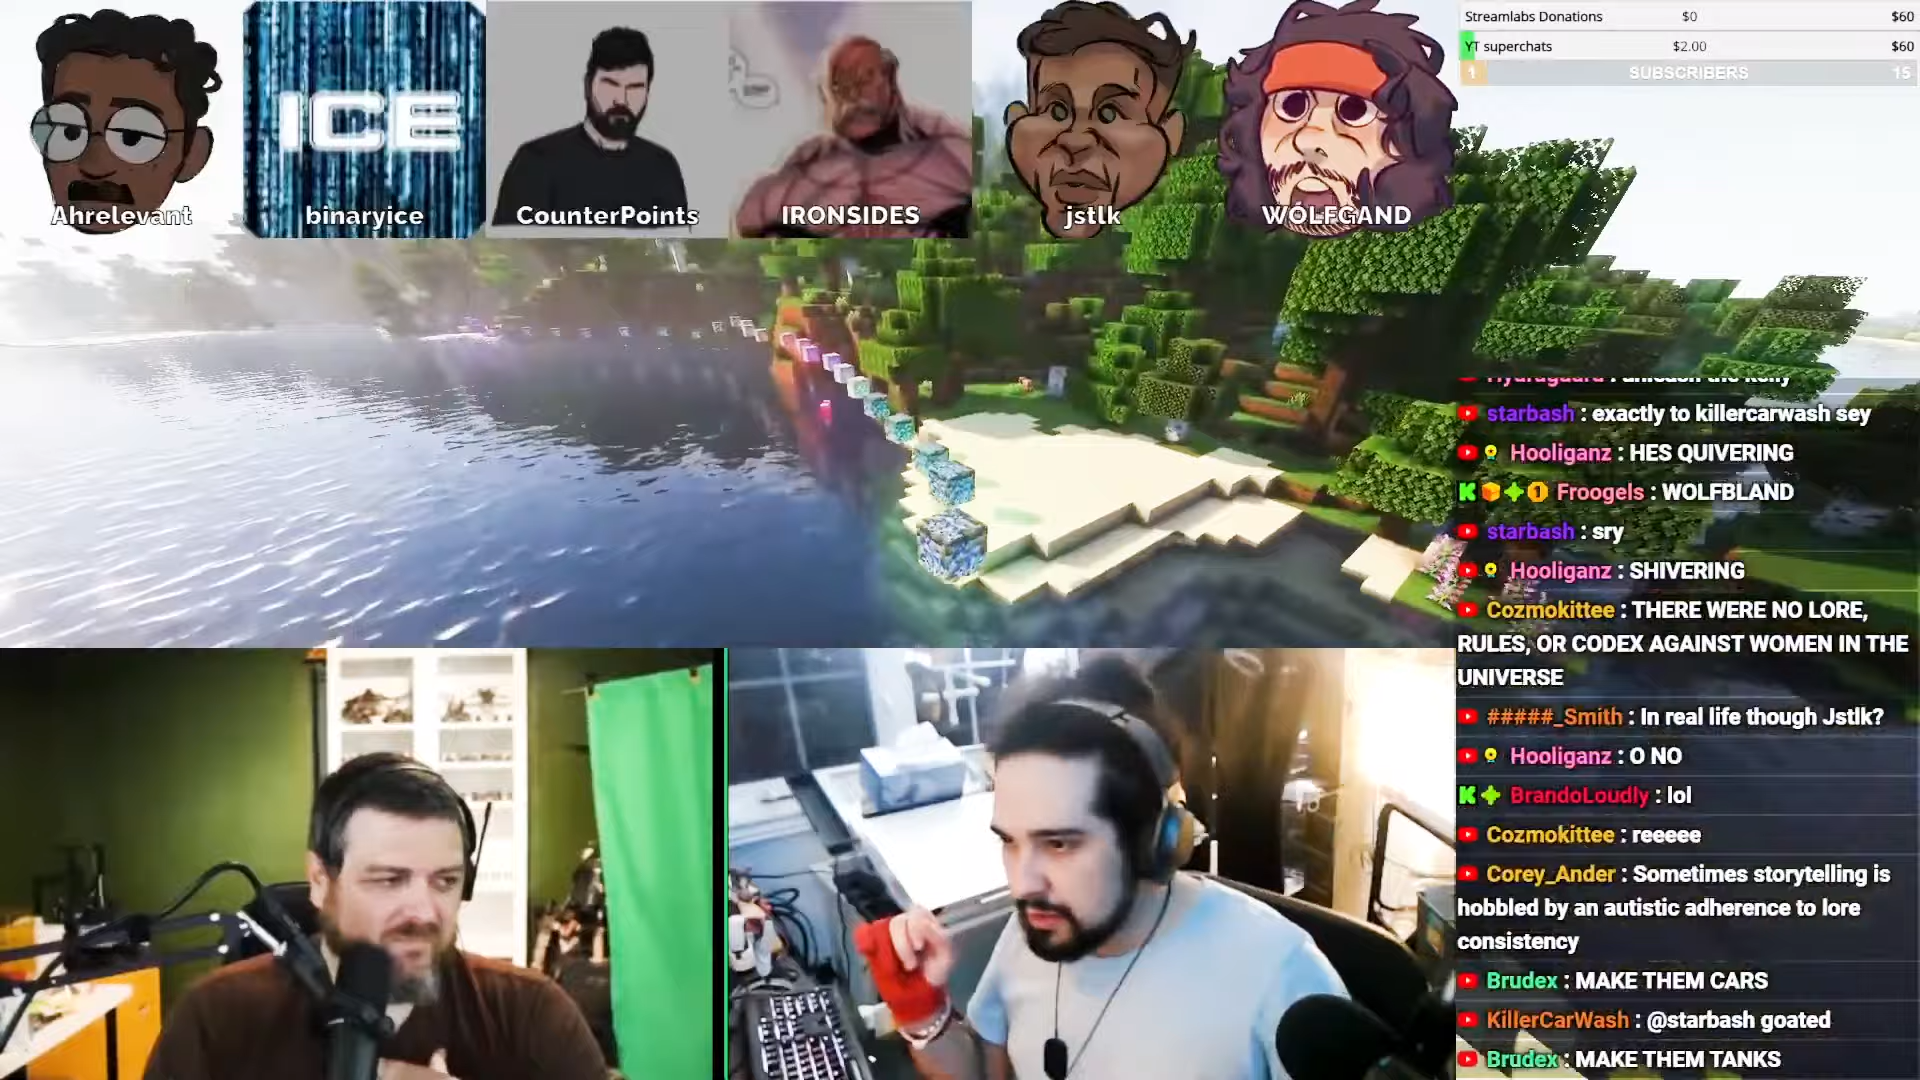 Streamlabs Donations $0 $60
YT superchats $2.00 $60
1 SUBSCRIBERS 15
ICE
Ahrelevant
binaryice
CounterPoints
IRONSIDES
jstlk
WOLFGAND
starbash : exactly to killercarwash sey
Hooliganz : HES QUIVERING
Froogels : WOLFBLAND
starbash : sry
Hooliganz : SHIVERING
Cozmokittee : THERE WERE NO LORE,
RULES, OR CODEX AGAINST WOMEN IN THE
UNIVERSE
#####_Smith : In real life though Jstlk?
Hooliganz : O NO
BrandoLoudly : lol
Cozmokittee : reeeee
Corey_Ander : Sometimes storytelling is
hobbled by an autistic adherence to lore
consistency
Brudex : MAKE THEM CARS
KillerCarWash : @starbash goated
Brudex : MAKE THEM TANKS